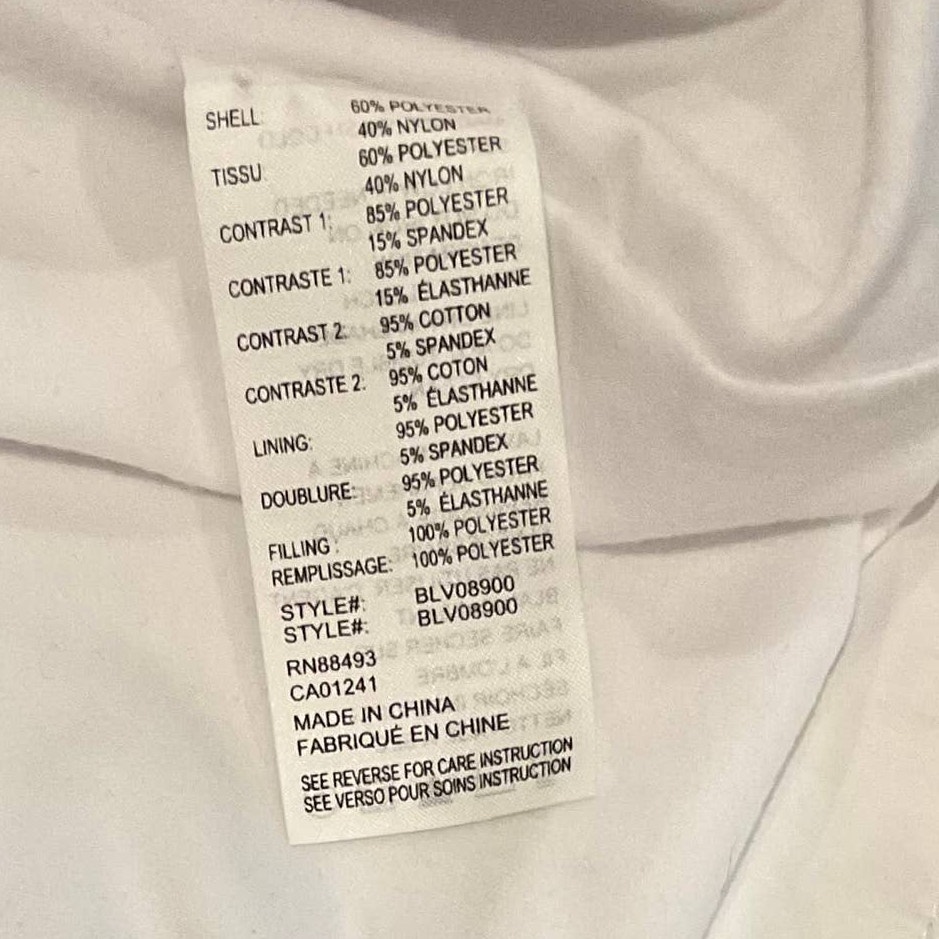 SHELL: 60% POLYESTER
40% NYLON
TISSU: 60% POLYESTER
40% NYLON
CONTRAST 1: 85% POLYESTER
15% SPANDEX
CONTRASTE 1: 85% POLYESTER
15% ÉLASTHANNE
CONTRAST 2: 95% COTTON
5% SPANDEX
CONTRASTE 2: 95% COTON
5% ÉLASTHANNE
LINING: 95% POLYESTER
5% SPANDEX
DOUBLURE: 95% POLYESTER
5% ÉLASTHANNE
FILLING: 100% POLYESTER
REMPLISSAGE: 100% POLYESTER
STYLE#: BLV08900
STYLE#: BLV08900
RN88493
CA01241
MADE IN CHINA
FABRIQUÉ EN CHINE
SEE REVERSE FOR CARE INSTRUCTION
SEE VERSO POUR SOINS INSTRUCTION